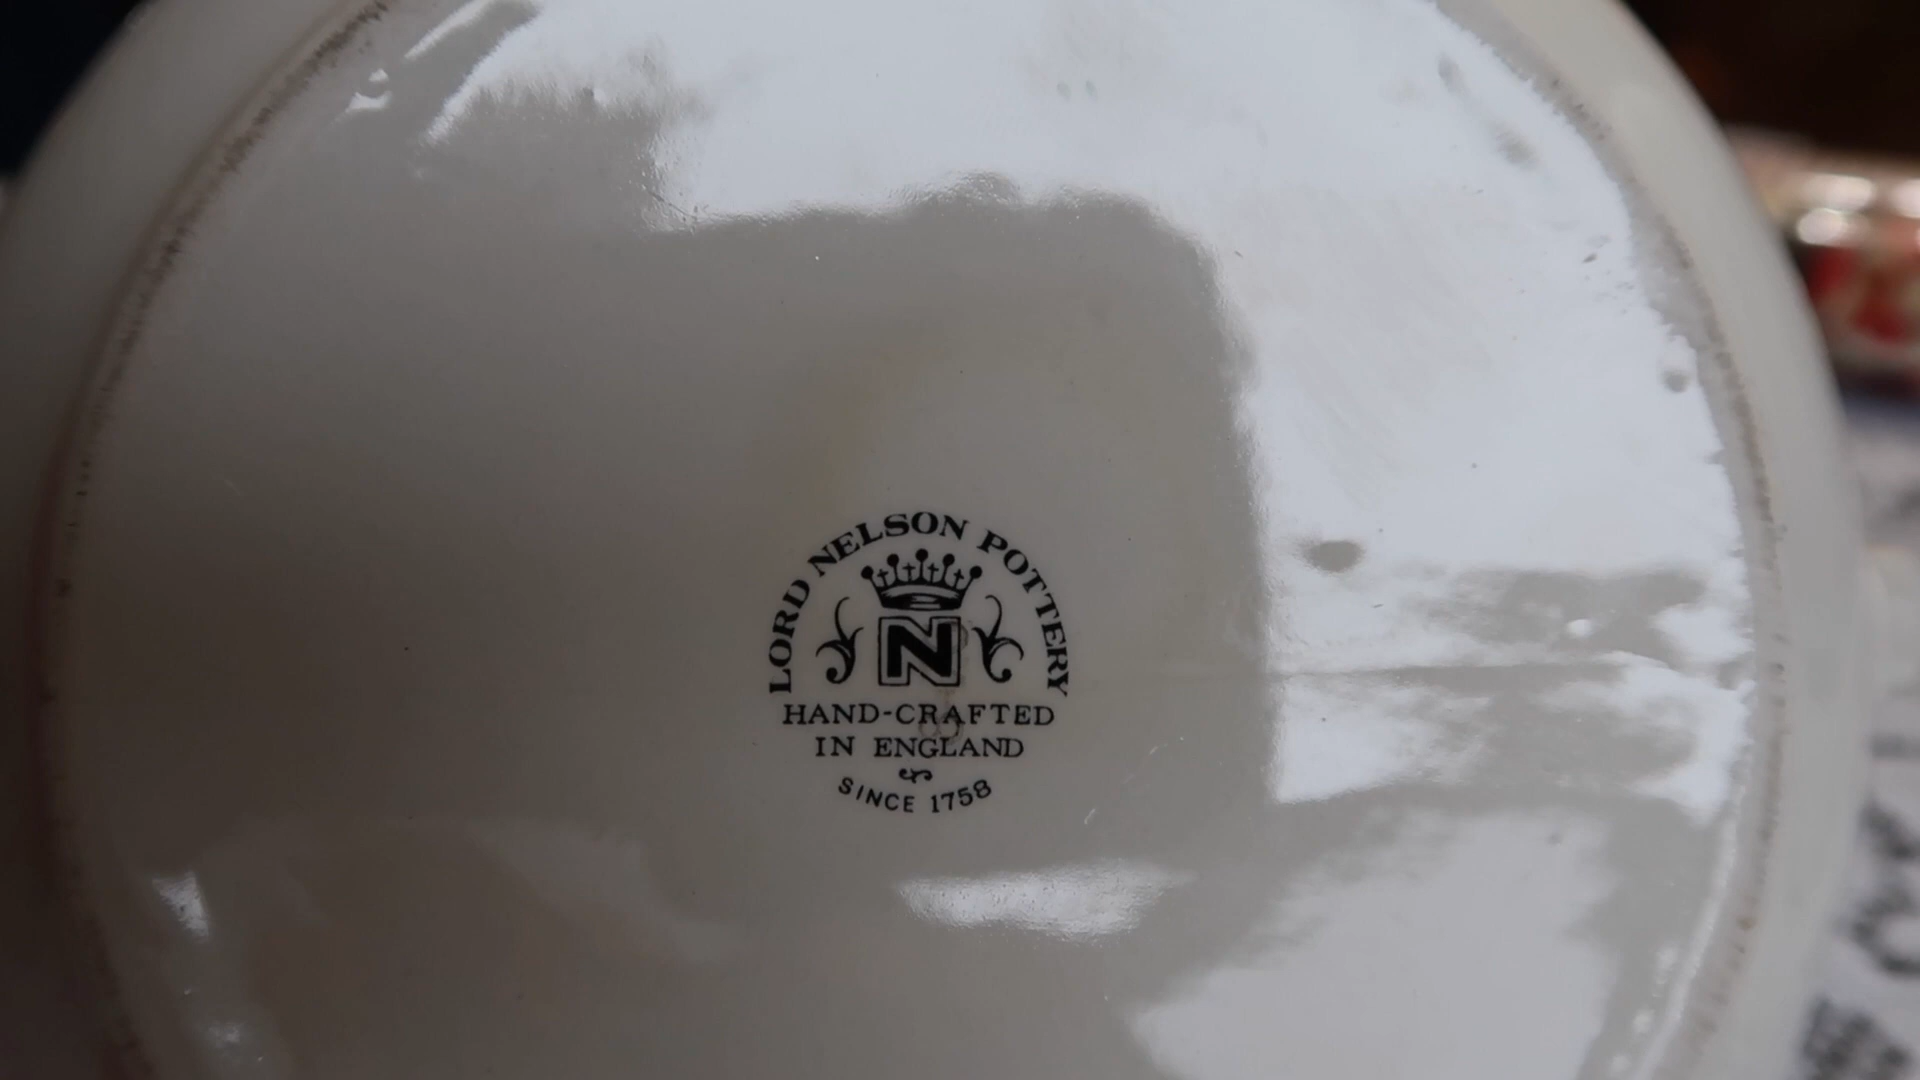 LORD NELSON POTTERY
N
HAND-CRAFTED
IN ENGLAND
SINCE 1758